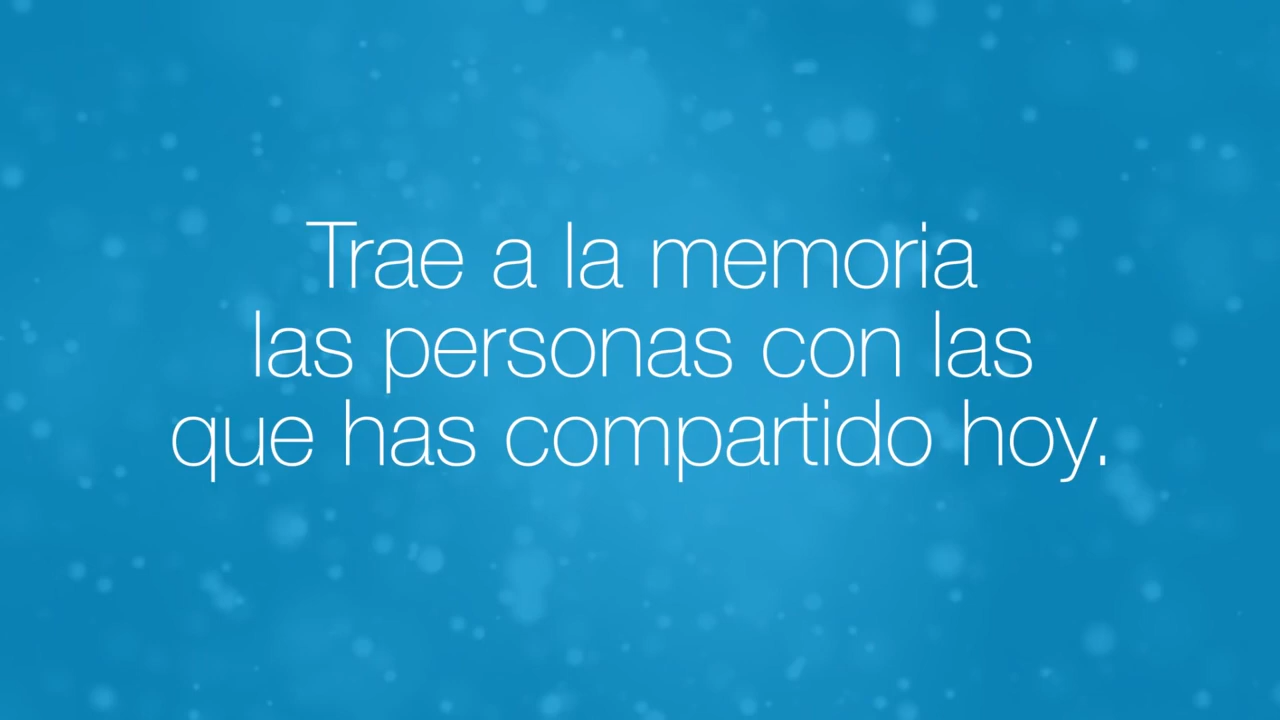 Trae a la memoria
las personas con las
que has compartido hoy.